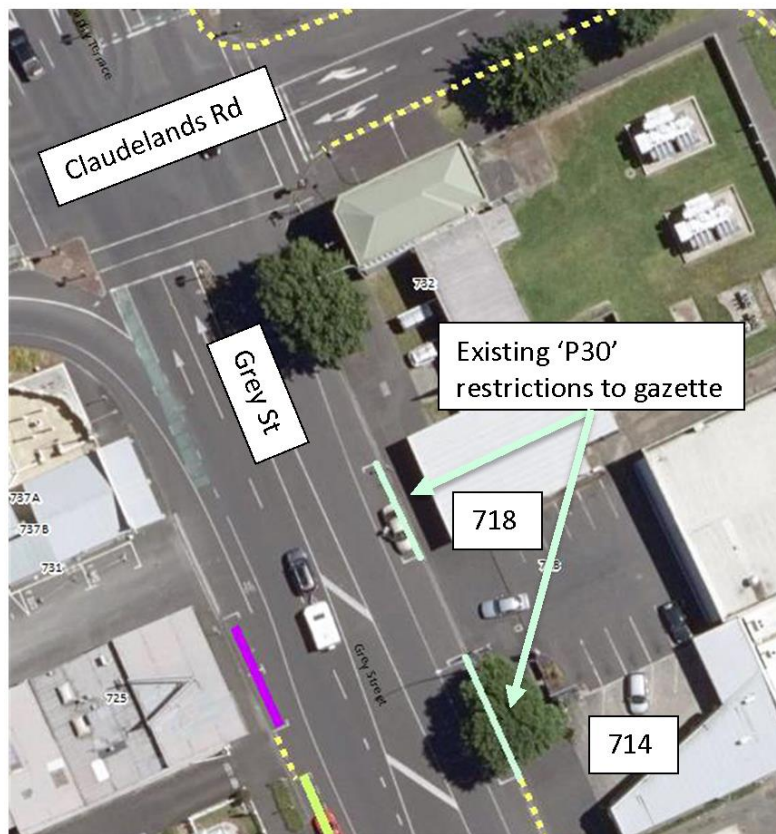 Claudelands Rd
732
Existing ‘P30’
restrictions to gazette
Grey St
737A
737B
731
718
Grey Street
725
714